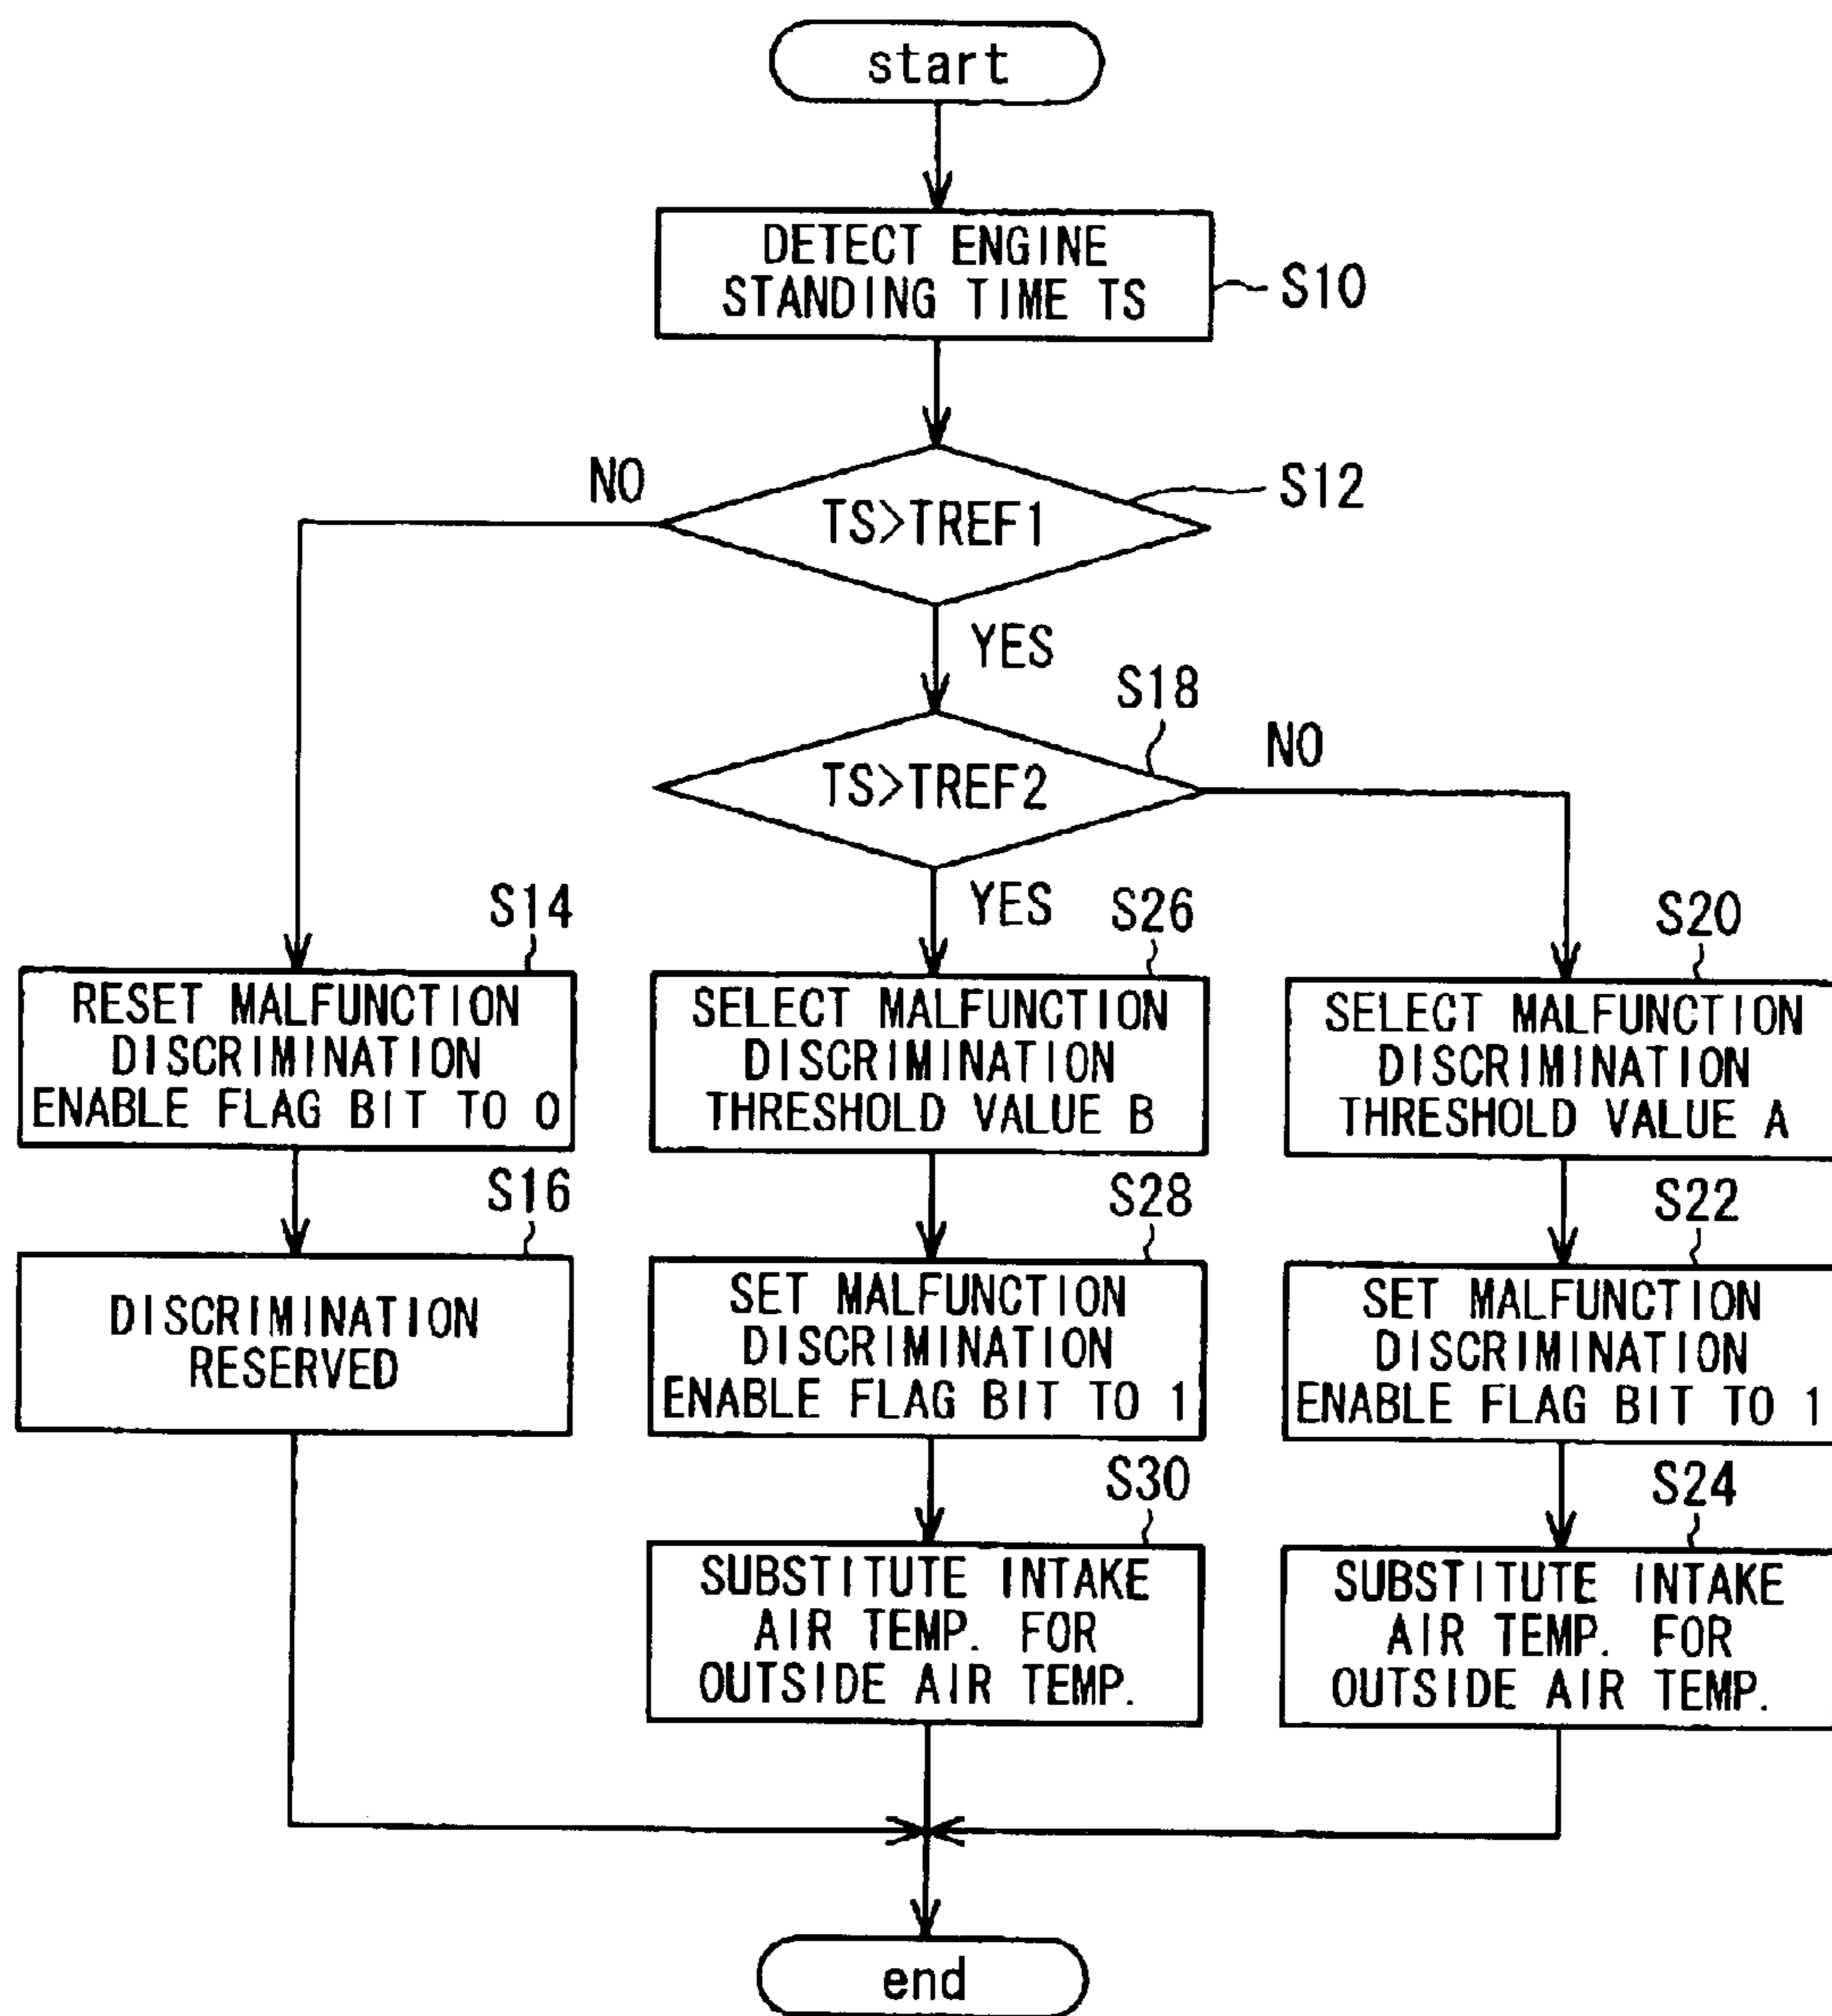 start
DETECT ENGINE
STANDING TIME TS
S10
NO
TS>TREF1
S12
YES
S18
TS>TREF2
NO
YES
S14
RESET MALFUNCTION
DISCRIMINATION
ENABLE FLAG BIT TO 0
S16
DISCRIMINATION
RESERVED
S26
SELECT MALFUNCTION
DISCRIMINATION
THRESHOLD VALUE B
S28
SET MALFUNCTION
DISCRIMINATION
ENABLE FLAG BIT TO 1
S30
SUBSTITUTE INTAKE
AIR TEMP. FOR
OUTSIDE AIR TEMP.
S20
SELECT MALFUNCTION
DISCRIMINATION
THRESHOLD VALUE A
S22
SET MALFUNCTION
DISCRIMINATION
ENABLE FLAG BIT TO 1
S24
SUBSTITUTE INTAKE
AIR TEMP. FOR
OUTSIDE AIR TEMP.
end